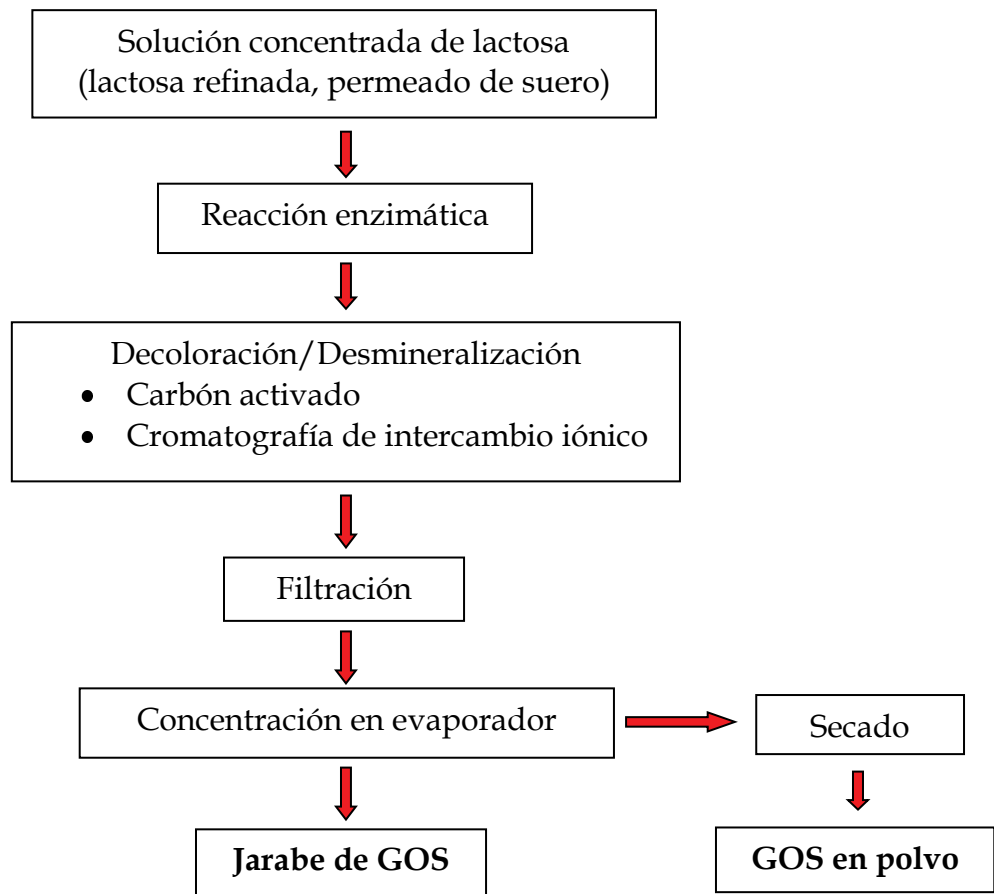 Solución concentrada de lactosa
(lactosa refinada, permeado de suero)
Reacción enzimática
Decoloración/Desmineralización
• Carbón activado
• Cromatografía de intercambio iónico
Filtración
Concentración en evaporador
Secado
Jarabe de GOS
GOS en polvo